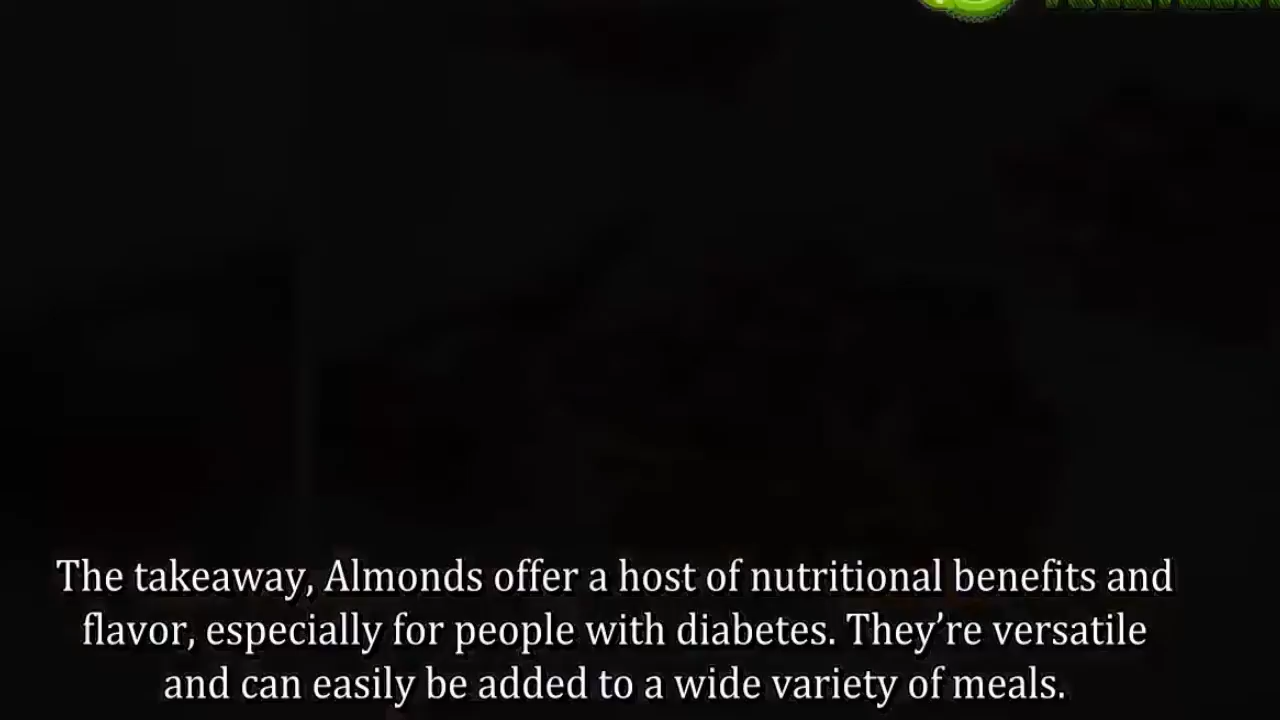 The takeaway, Almonds offer a host of nutritional benefits and
flavor, especially for people with diabetes. They’re versatile
and can easily be added to a wide variety of meals.